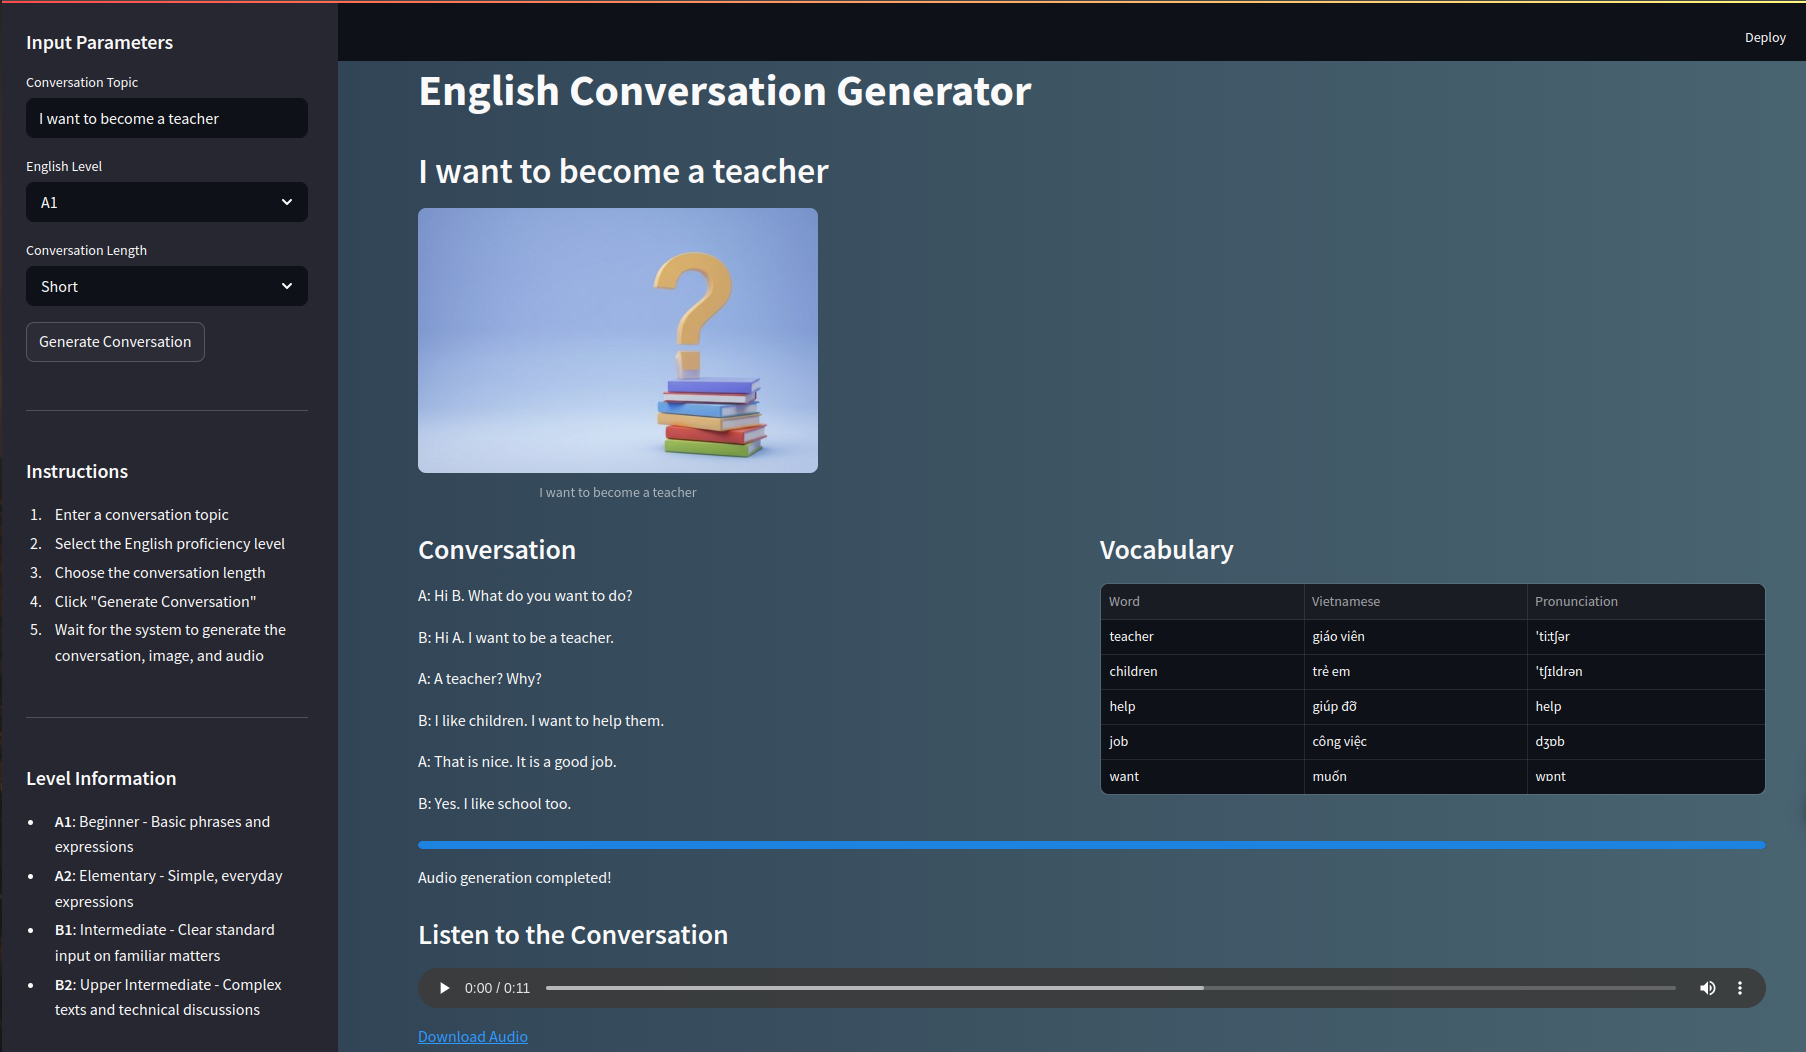 Input Parameters
Conversation Topic
I want to become a teacher
English Level
A1
Conversation Length
Short
Generate Conversation
Instructions
1. Enter a conversation topic
2. Select the English proficiency level
3. Choose the conversation length
4. Click "Generate Conversation"
5. Wait for the system to generate the
conversation, image, and audio
Level Information
• A1: Beginner - Basic phrases and
expressions
• A2: Elementary - Simple, everyday
expressions
• B1: Intermediate - Clear standard
input on familiar matters
• B2: Upper Intermediate - Complex
texts and technical discussions
Deploy
English Conversation Generator
I want to become a teacher
?
I want to become a teacher
Conversation
A: Hi B. What do you want to do?
B: Hi A. I want to be a teacher.
A: A teacher? Why?
B: I like children. I want to help them.
A: That is nice. It is a good job.
B: Yes. I like school too.
Vocabulary
Word Vietnamese Pronunciation
teacher giáo viên ˈtiːtʃər
children trẻ em ˈtʃɪldrən
help giúp đỡ help
job công việc dʒɒb
want muốn wɒnt
Audio generation completed!
Listen to the Conversation
0:00 / 0:11
Download Audio